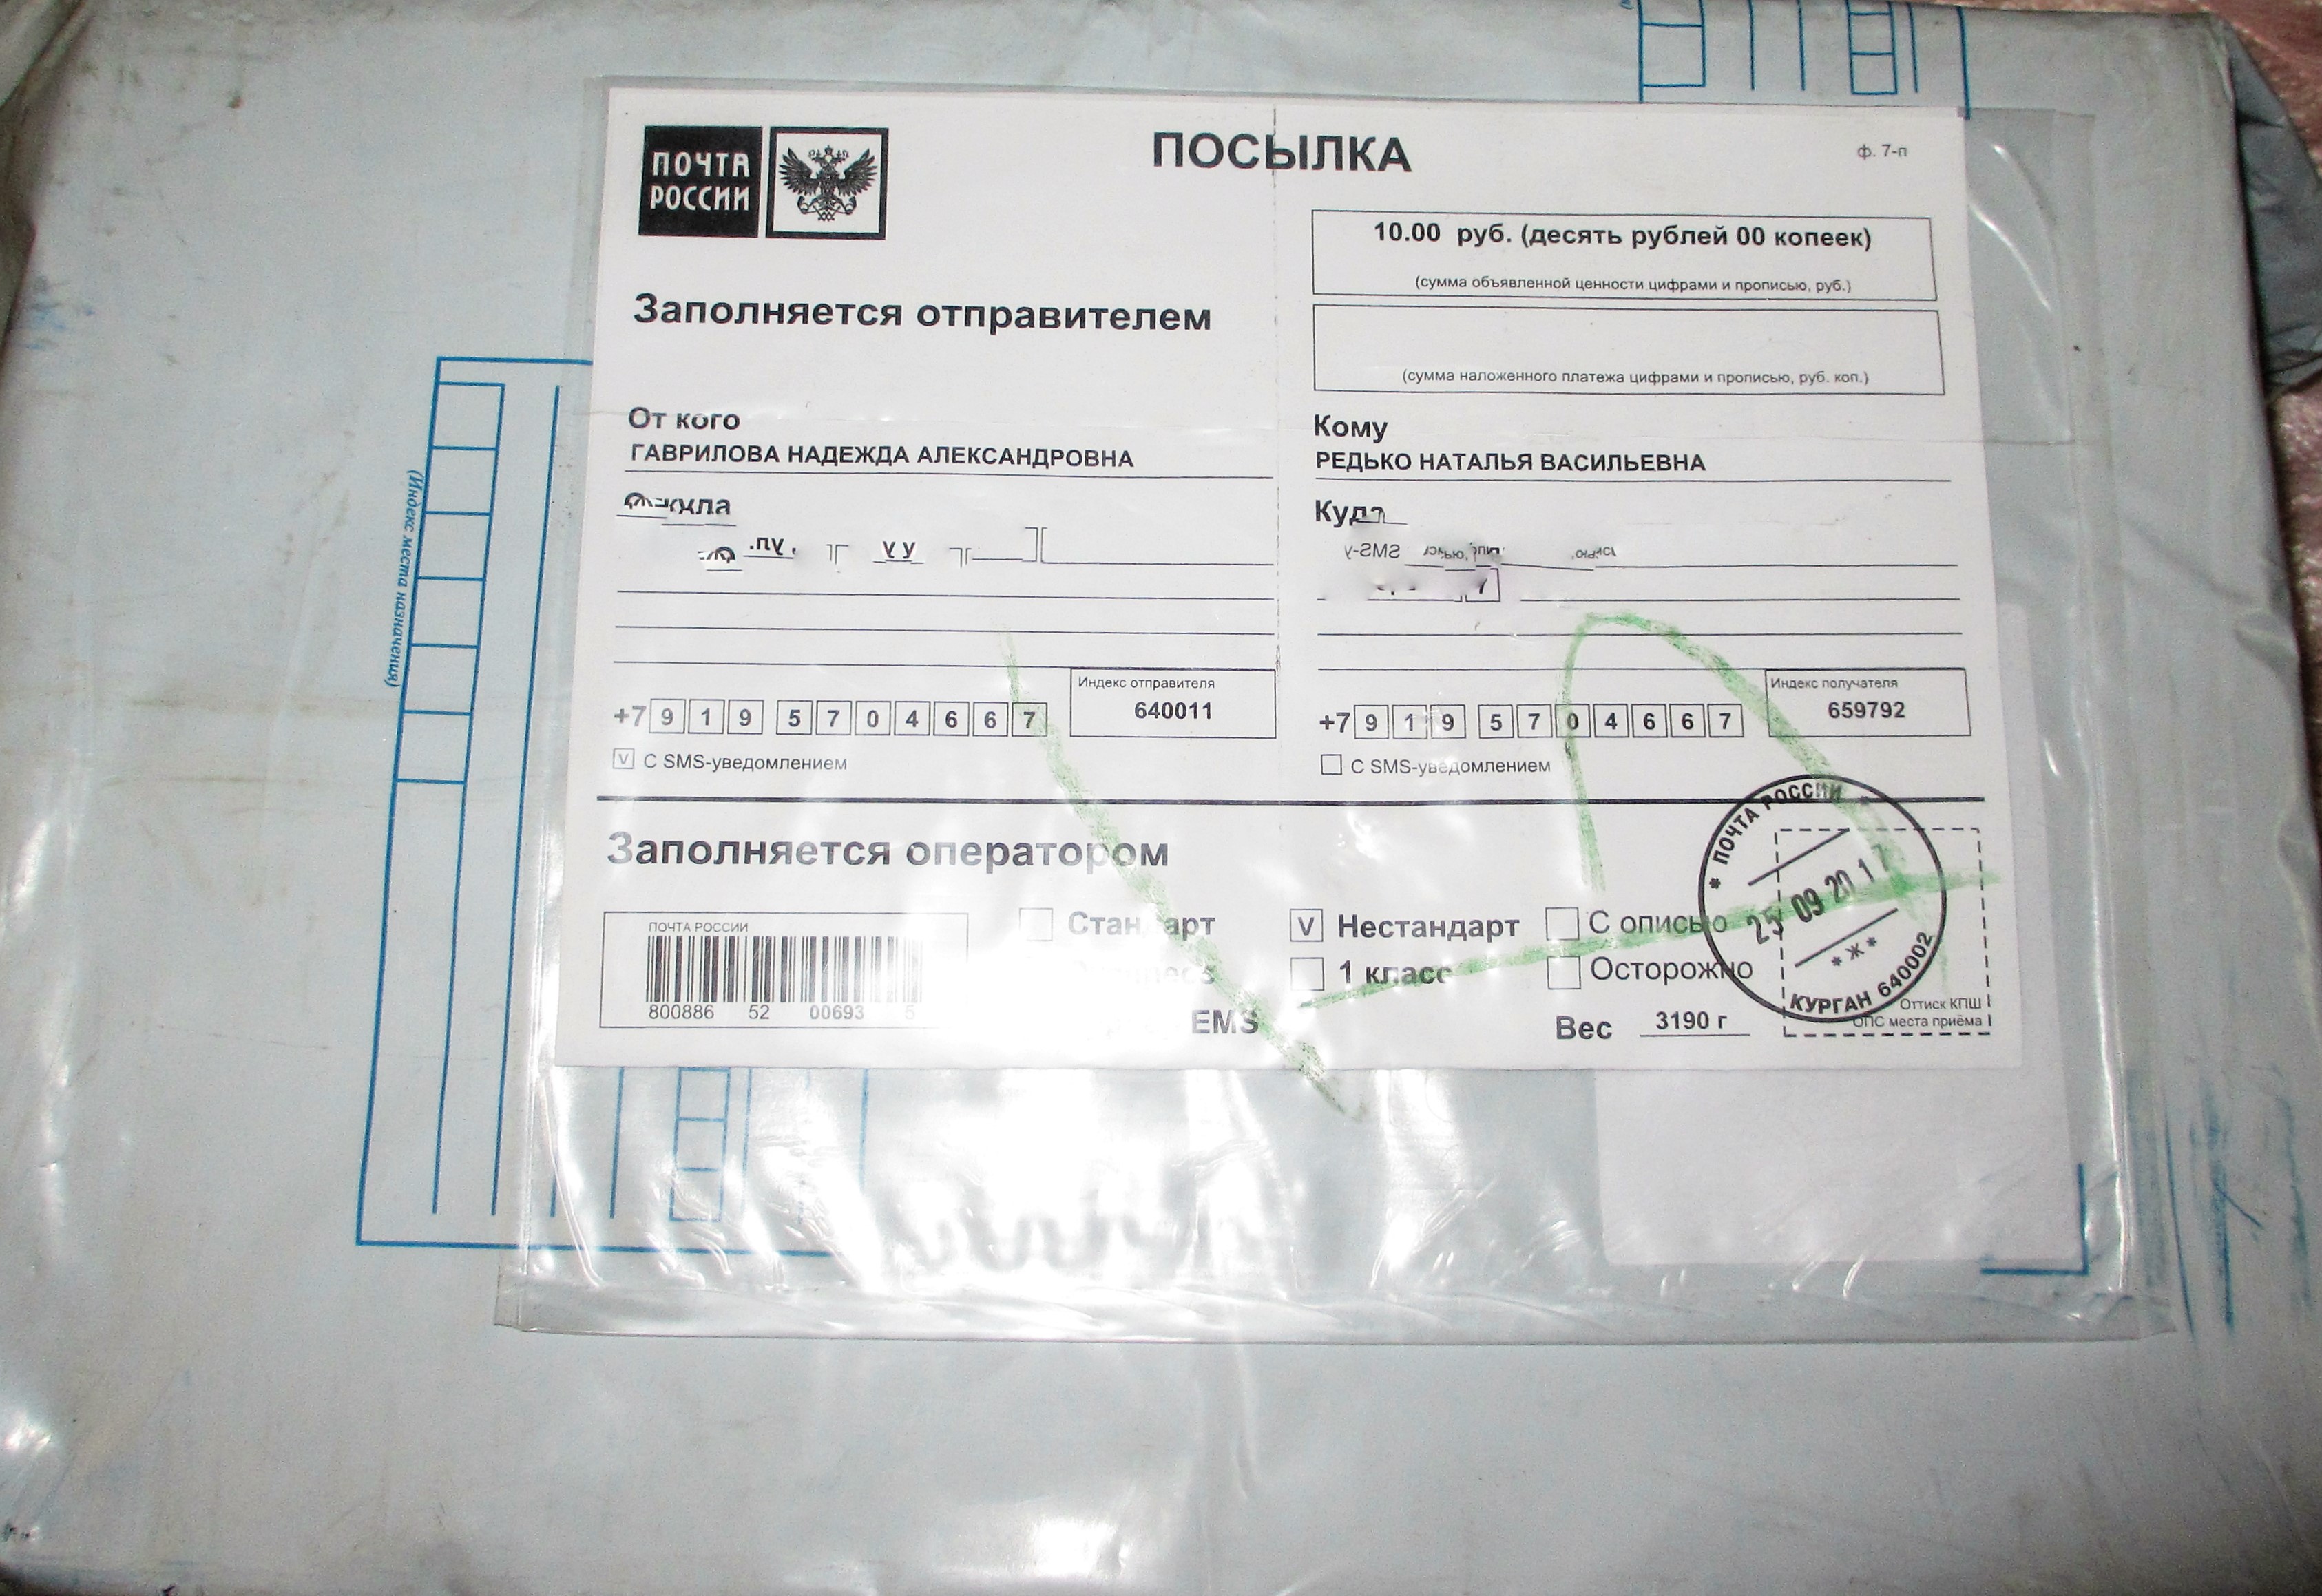 ПОЧТА
РОССИИ
ПОСЫЛКА
ф. 7-п
10.00 руб. (десять рублей 00 копеек)
(сумма объявленной ценности цифрами и прописью, руб.)
(сумма наложенного платежа цифрами и прописью, руб. коп.)
Заполняется отправителем
От кого
ГАВРИЛОВА НАДЕЖДА АЛЕКСАНДРОВНА
Индекс отправителя
640011
+7 9 1 9 5 7 0 4 6 6 7
V С SMS-уведомлением
Кому
РЕДЬКО НАТАЛЬЯ ВАСИЛЬЕВНА
Куда
Индекс получателя
659792
+7 9 1 9 5 7 0 4 6 6 7
С SMS-уведомлением
Заполняется оператором
ПОЧТА РОССИИ
800886 52 00693 5
Стандарт
V Нестандарт
С описью
1 класс
Осторожно
EMS
Вес 3190 г
* ПОЧТА РОССИИ *
25 09 20 17
* Ж *
КУРГАН 640002
Оттиск КПШ
ОПС места приёма
(Индекс места назначения)